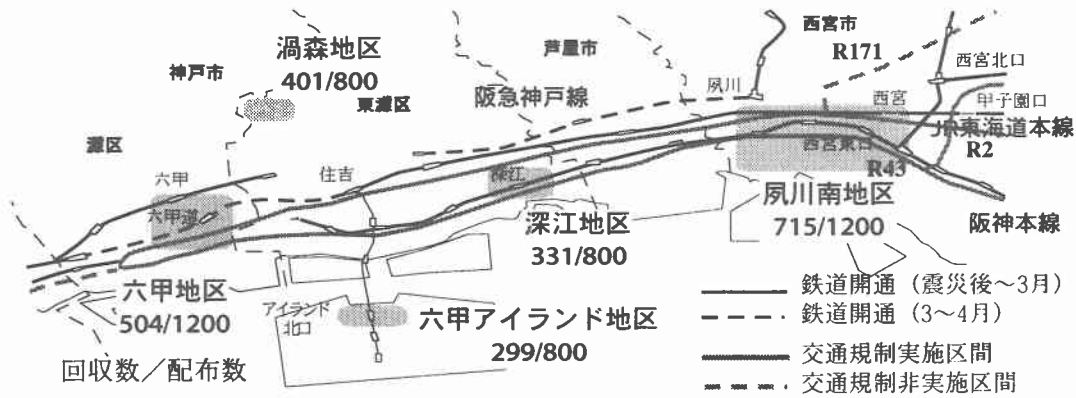 西宮市
R171
渦森地区
401/800
神戸市
芦屋市
西宮北口
東灘区
阪急神戸線
夙川
西宮
甲子園口
JR東海道本線
灘区
六甲
住吉
深江
西宮東口
R2
R43
六甲道
深江地区
331/800
夙川南地区
715/1200
阪神本線
六甲地区
504/1200
アイランド
北口
六甲アイランド地区
299/800
回収数／配布数
鉄道開通（震災後～3月）
鉄道開通（3～4月）
交通規制実施区間
交通規制非実施区間